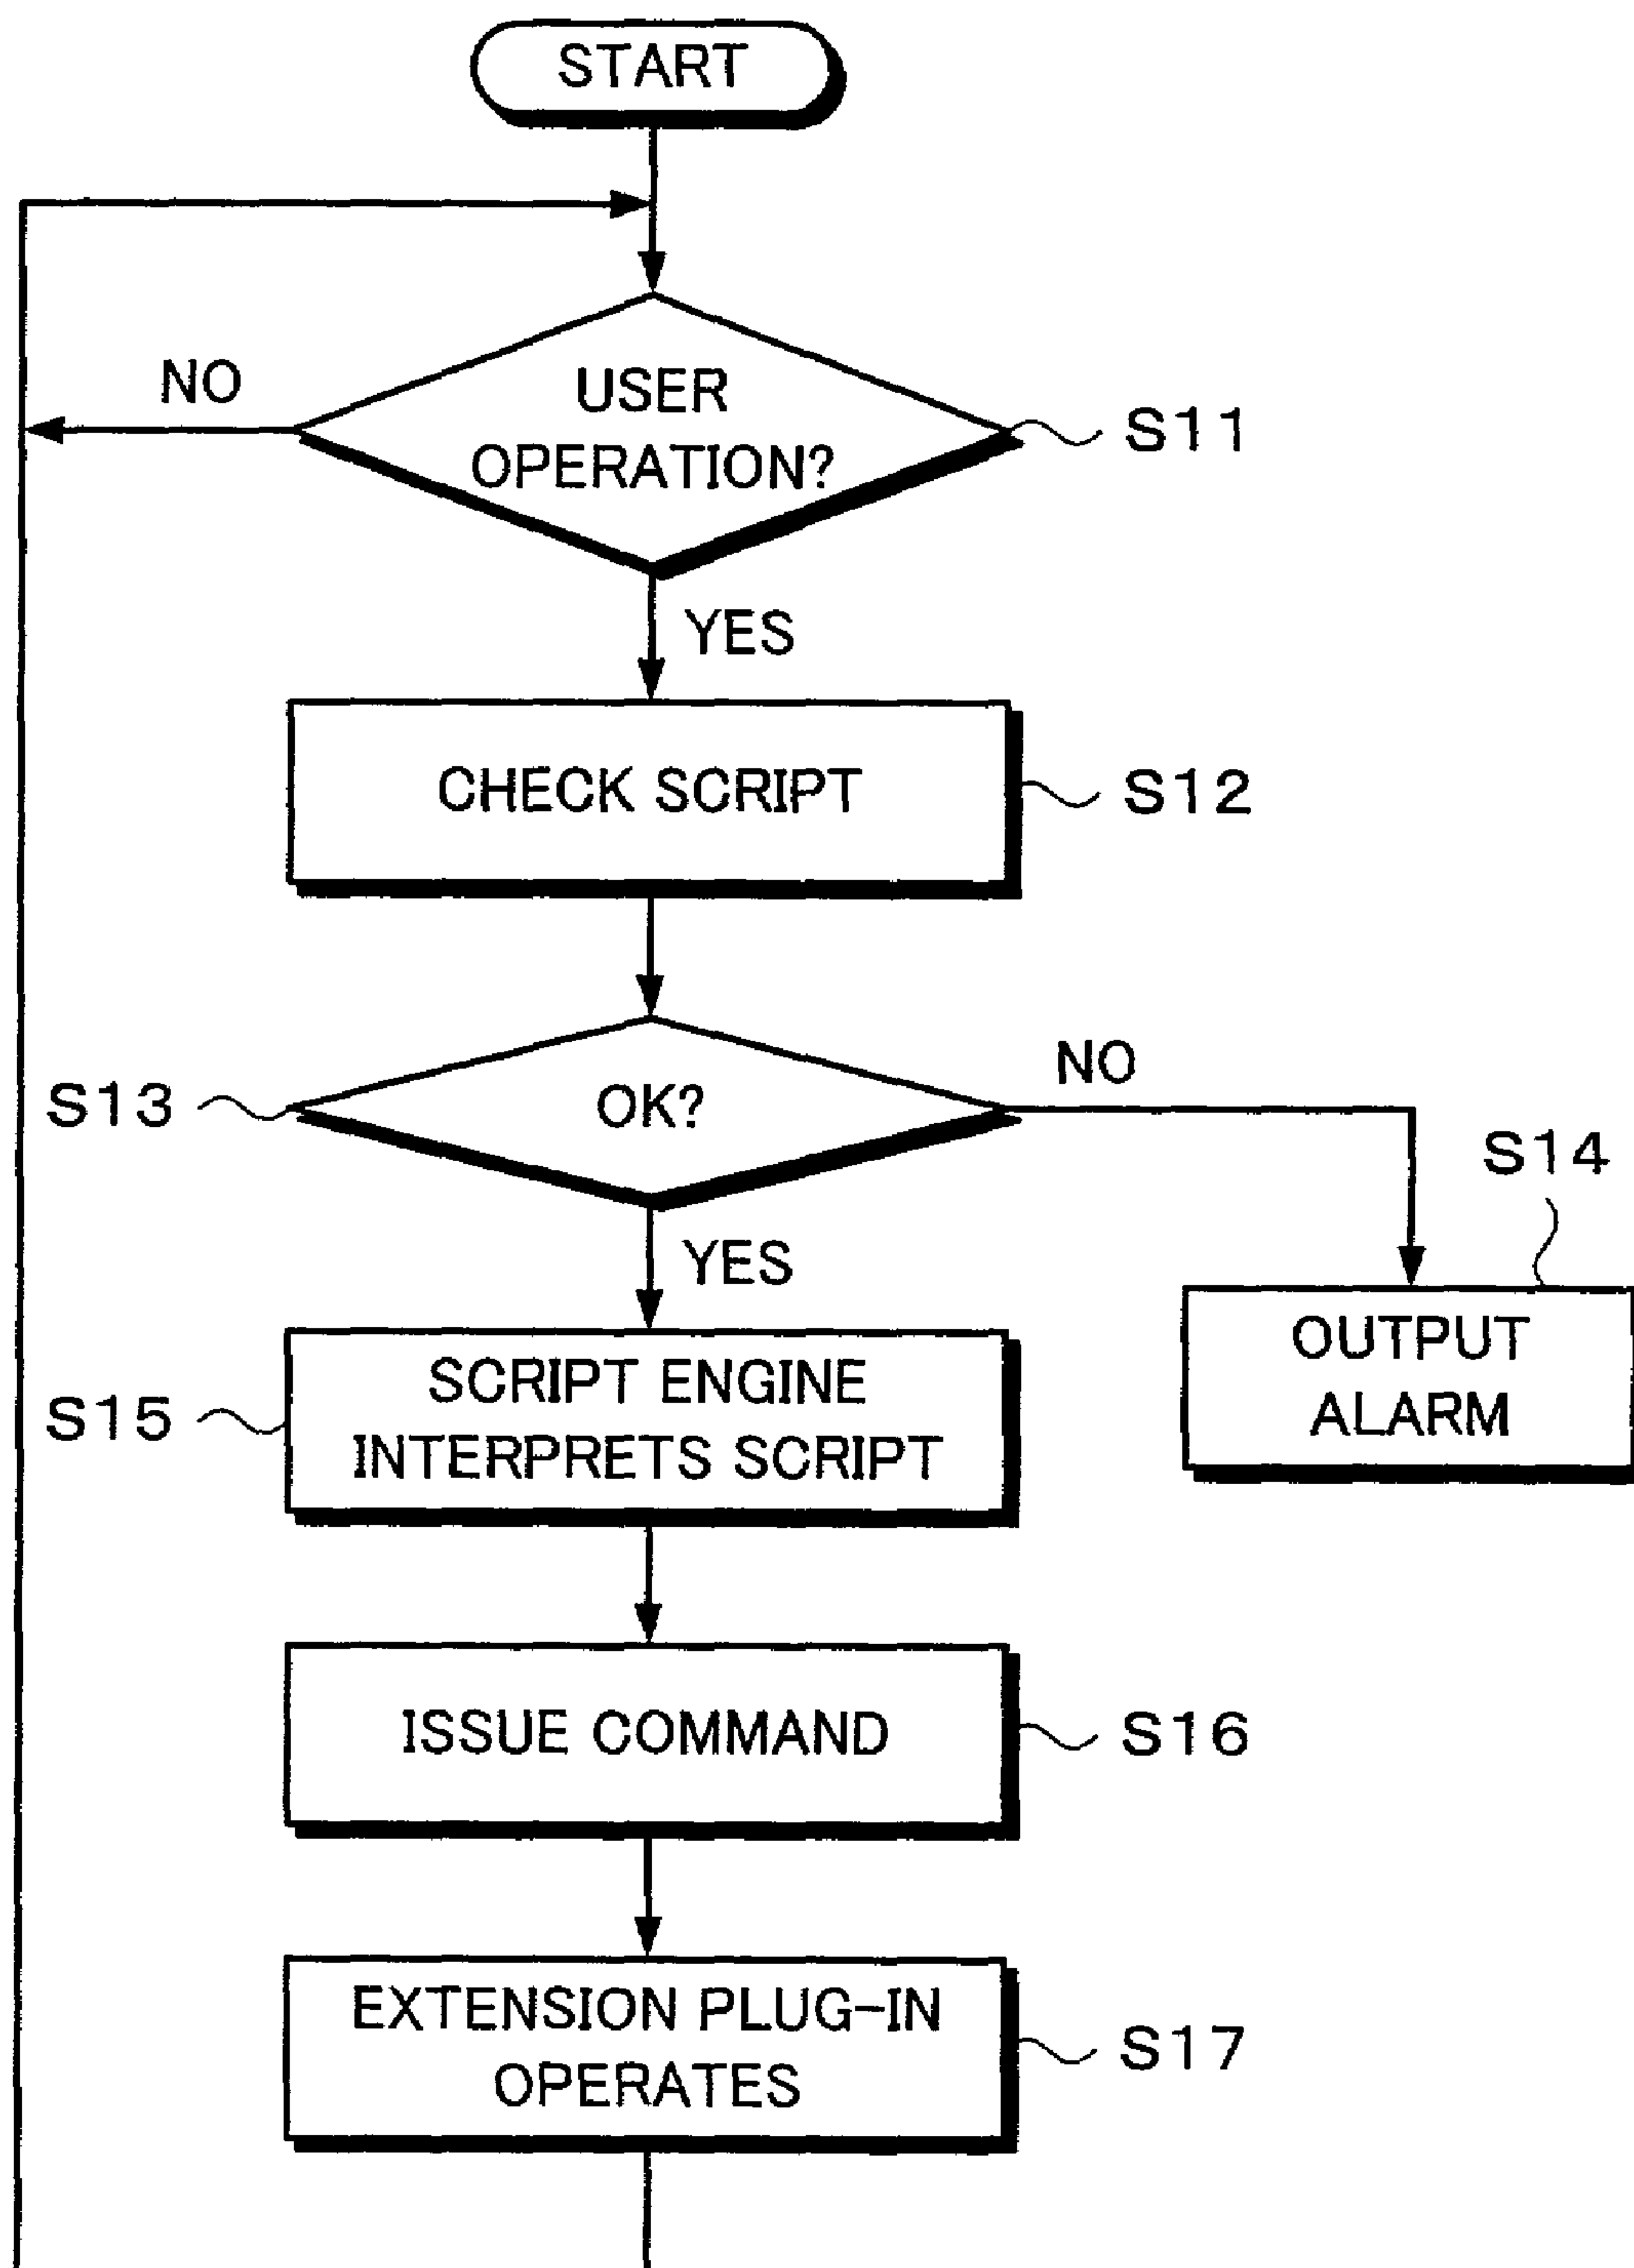 START
NO
USER
OPERATION?
S11
YES
CHECK SCRIPT
S12
S13
OK?
NO
S14
YES
OUTPUT
ALARM
SCRIPT ENGINE
INTERPRETS SCRIPT
S15
ISSUE COMMAND
S16
EXTENSION PLUG-IN
OPERATES
S17